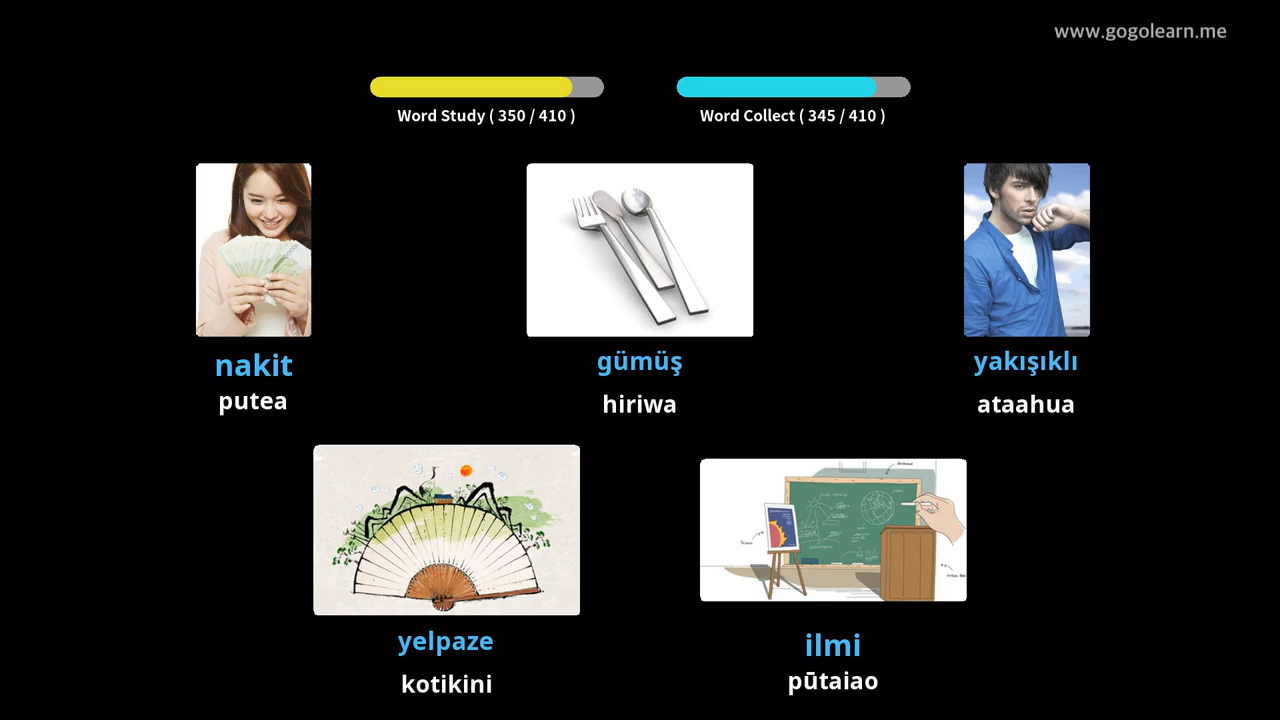 www.gogolearn.me
Word Study ( 350 / 410 )
Word Collect ( 345 / 410 )
nakit
putea
gümüş
hiriwa
yakışıklı
ataahua
yelpaze
kotikini
ilmi
pūtaiao